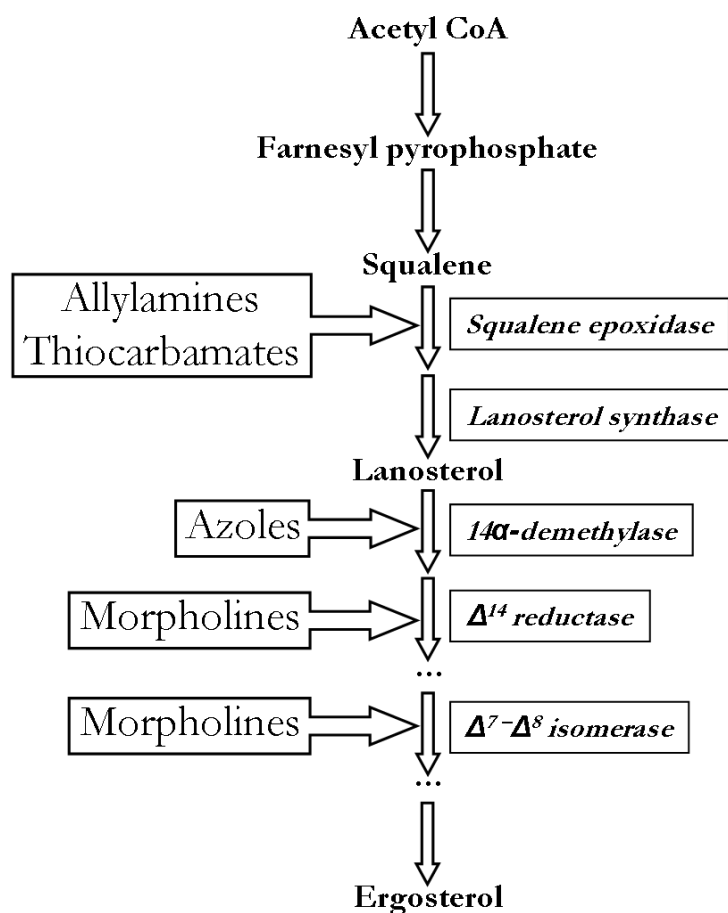 Acetyl CoA
Farnesyl pyrophosphate
Squalene
Allylamines
Thiocarbamates
Squalene epoxidase
Lanosterol synthase
Lanosterol
Azoles
14α-demethylase
Morpholines
Δ¹⁴ reductase
...
Morpholines
Δ⁷–Δ⁸ isomerase
...
Ergosterol